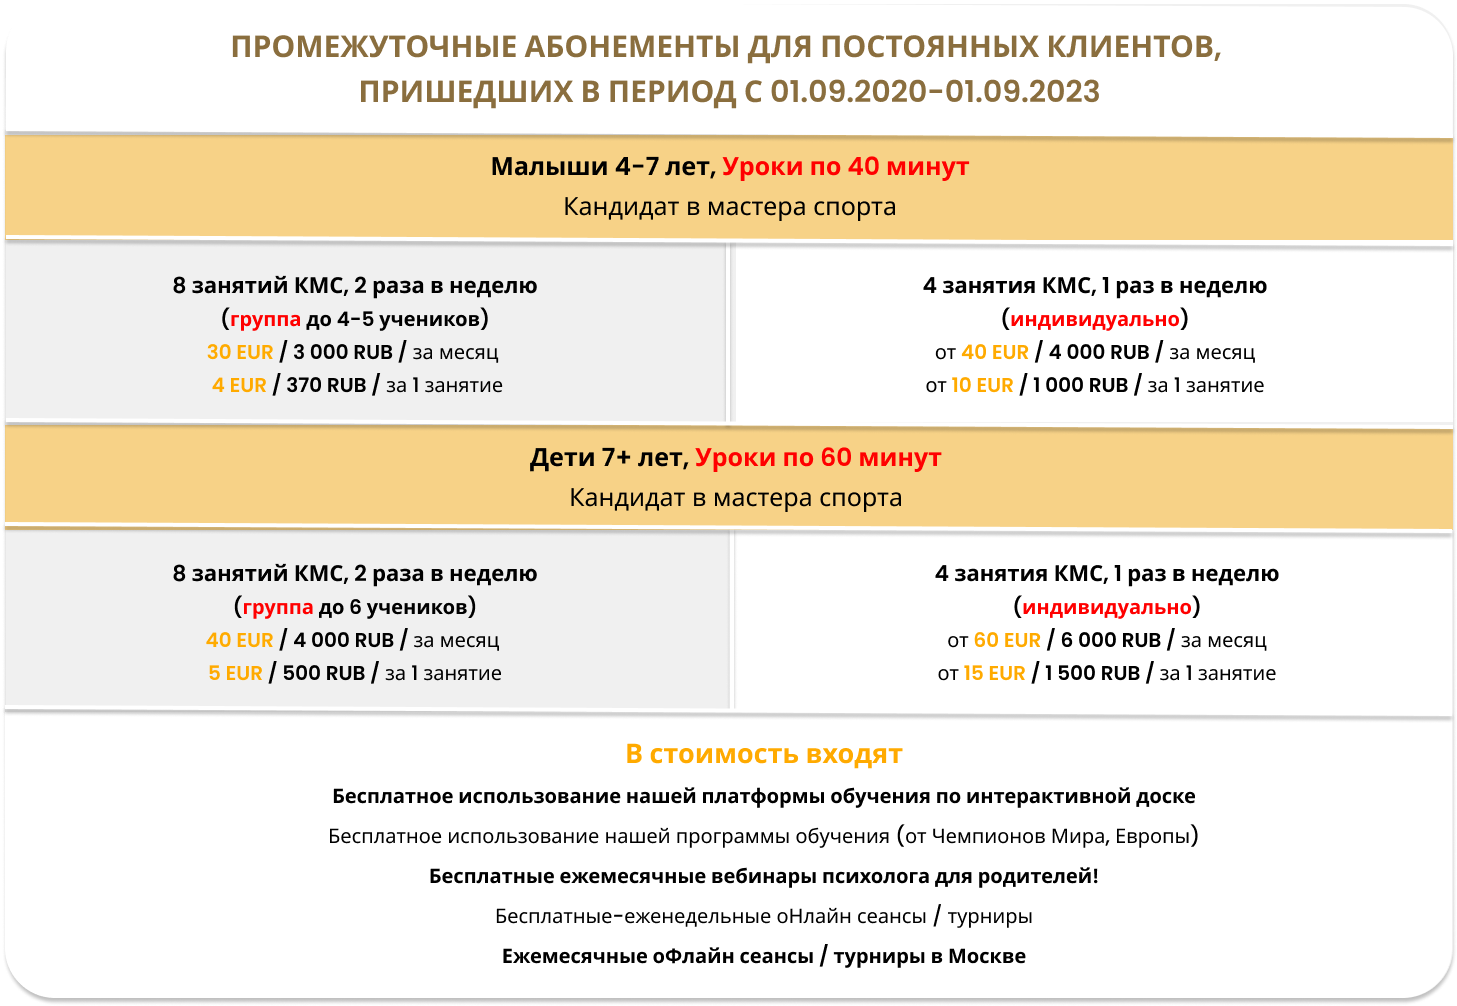 ПРОМЕЖУТОЧНЫЕ АБОНЕМЕНТЫ ДЛЯ ПОСТОЯННЫХ КЛИЕНТОВ,
ПРИШЕДШИХ В ПЕРИОД С 01.09.2020-01.09.2023
Малыши 4-7 лет, Уроки по 40 минут
Кандидат в мастера спорта
8 занятий КМС, 2 раза в неделю
(группа до 4-5 учеников)
30 EUR / 3 000 RUB / за месяц
4 EUR / 370 RUB / за 1 занятие
4 занятия КМС, 1 раз в неделю
(индивидуально)
от 40 EUR / 4 000 RUB / за месяц
от 10 EUR / 1 000 RUB / за 1 занятие
Дети 7+ лет, Уроки по 60 минут
Кандидат в мастера спорта
8 занятий КМС, 2 раза в неделю
(группа до 6 учеников)
40 EUR / 4 000 RUB / за месяц
5 EUR / 500 RUB / за 1 занятие
4 занятия КМС, 1 раз в неделю
(индивидуально)
от 60 EUR / 6 000 RUB / за месяц
от 15 EUR / 1 500 RUB / за 1 занятие
В стоимость входят
Бесплатное использование нашей платформы обучения по интерактивной доске
Бесплатное использование нашей программы обучения (от Чемпионов Мира, Европы)
Бесплатные ежемесячные вебинары психолога для родителей!
Бесплатные-еженедельные оНлайн сеансы / турниры
Ежемесячные оФлайн сеансы / турниры в Москве